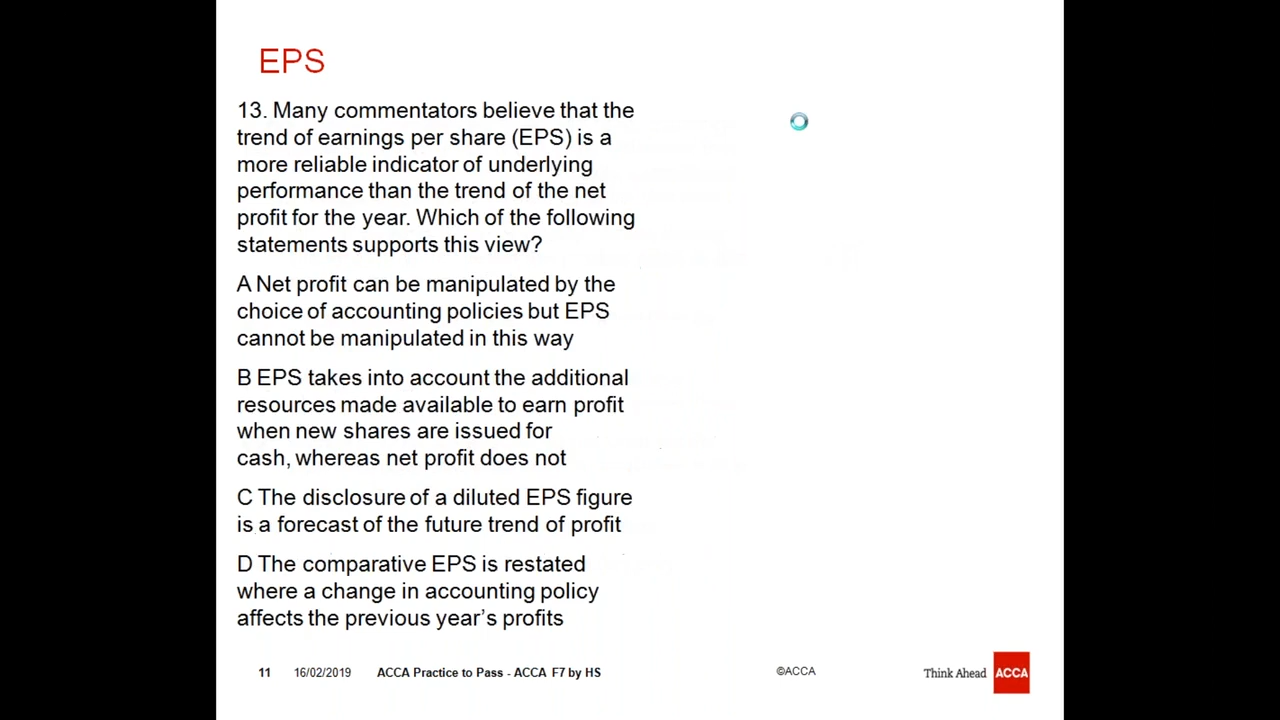 EPS
13. Many commentators believe that the
trend of earnings per share (EPS) is a
more reliable indicator of underlying
performance than the trend of the net
profit for the year. Which of the following
statements supports this view?
A Net profit can be manipulated by the
choice of accounting policies but EPS
cannot be manipulated in this way
B EPS takes into account the additional
resources made available to earn profit
when new shares are issued for
cash, whereas net profit does not
C The disclosure of a diluted EPS figure
is a forecast of the future trend of profit
D The comparative EPS is restated
where a change in accounting policy
affects the previous year’s profits
11 16/02/2019 ACCA Practice to Pass - ACCA F7 by HS ©ACCA Think Ahead ACCA